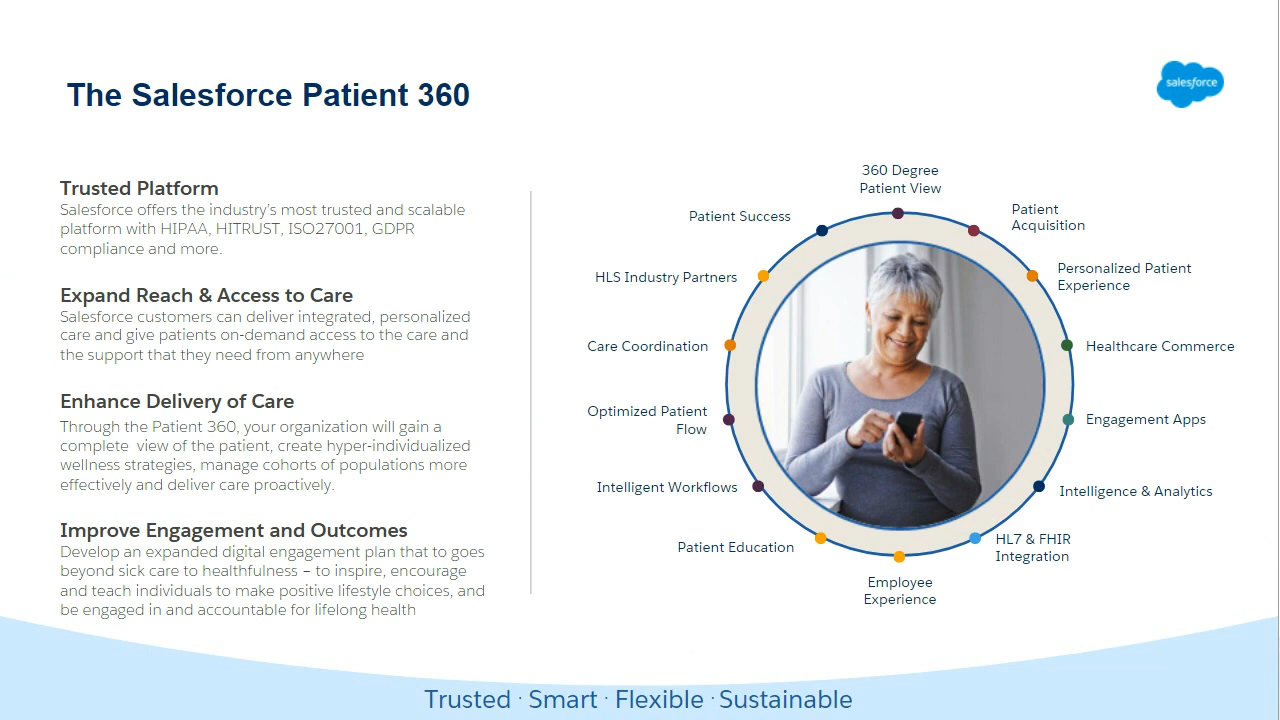 The Salesforce Patient 360
salesforce
Trusted Platform
Salesforce offers the industry's most trusted and scalable
platform with HIPAA, HITRUST, ISO27001, GDPR
compliance and more.
Expand Reach & Access to Care
Salesforce customers can deliver integrated, personalized
care and give patients on-demand access to the care and
the support that they need from anywhere
Enhance Delivery of Care
Through the Patient 360, your organization will gain a
complete  view of the patient, create hyper-individualized
wellness strategies, manage cohorts of populations more
effectively and deliver care proactively.
Improve Engagement and Outcomes
Develop an expanded digital engagement plan that to goes
beyond sick care to healthfulness – to inspire, encourage
and teach individuals to make positive lifestyle choices, and
be engaged in and accountable for lifelong health
360 Degree
Patient View
Patient
Acquisition
Personalized Patient
Experience
Healthcare Commerce
Engagement Apps
Intelligence & Analytics
HL7 & FHIR
Integration
Employee
Experience
Patient Education
Intelligent Workflows
Optimized Patient
Flow
Care Coordination
HLS Industry Partners
Patient Success
Trusted · Smart · Flexible · Sustainable